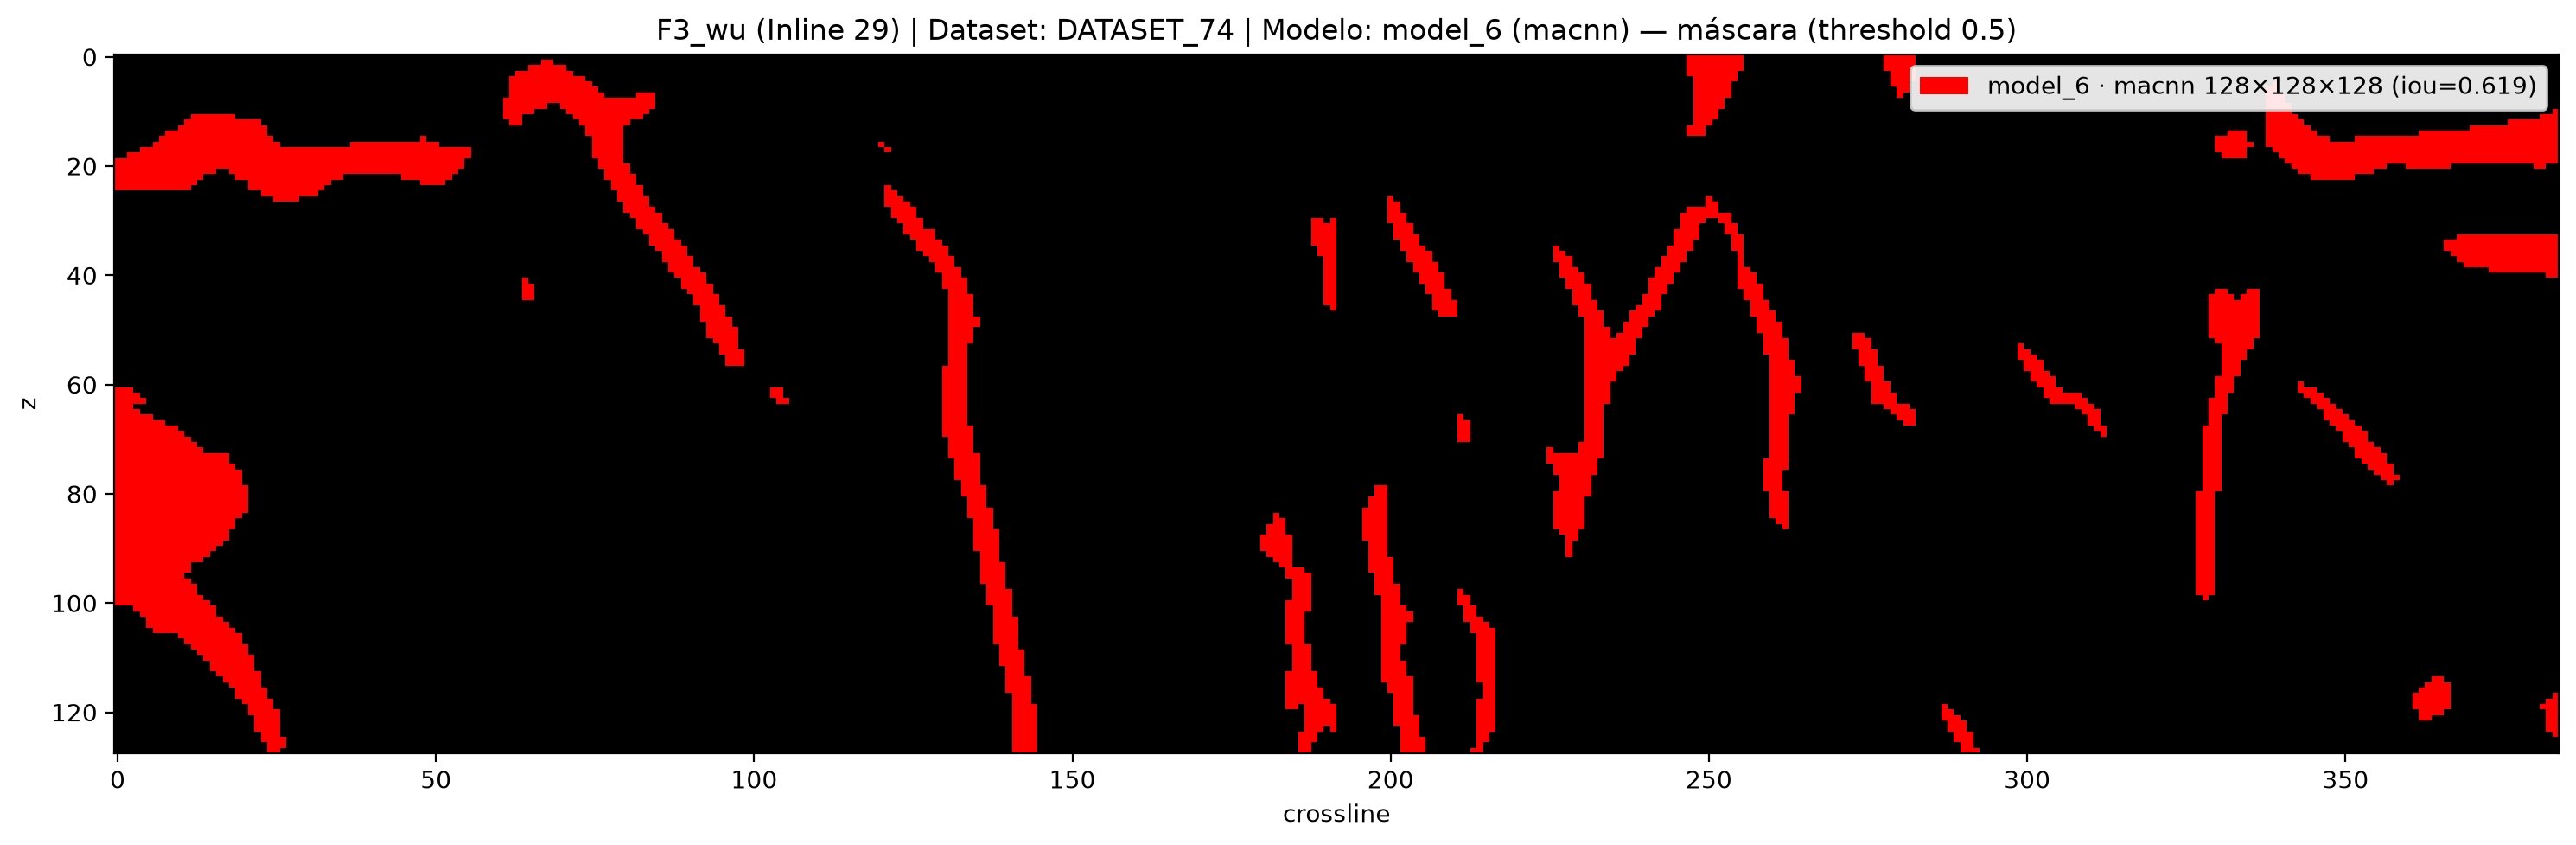 F3_wu (Inline 29) | Dataset: DATASET_74 | Modelo: model_6 (macnn) — máscara (threshold 0.5)
model_6 · macnn 128×128×128 (iou=0.619)
z
0
20
40
60
80
100
120
0 50 100 150 200 250 300 350
crossline